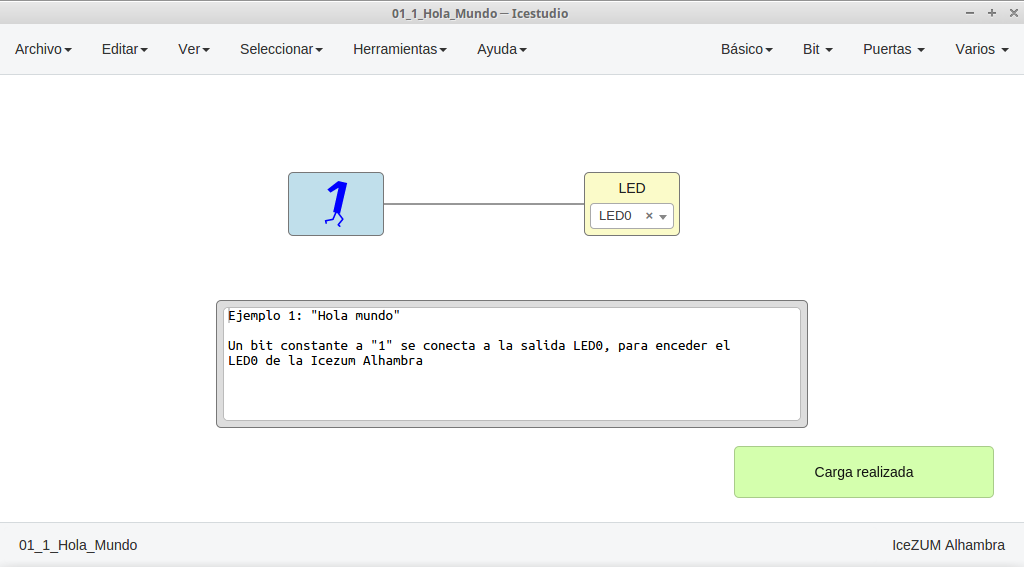 01_1_Hola_Mundo — Icestudio
Archivo Editar Ver Seleccionar Herramientas Ayuda Básico Bit Puertas Varios
1
LED
LED0 ×
Ejemplo 1: "Hola mundo"
Un bit constante a "1" se conecta a la salida LED0, para enceder el
LED0 de la Icezum Alhambra
Carga realizada
01_1_Hola_Mundo IceZUM Alhambra